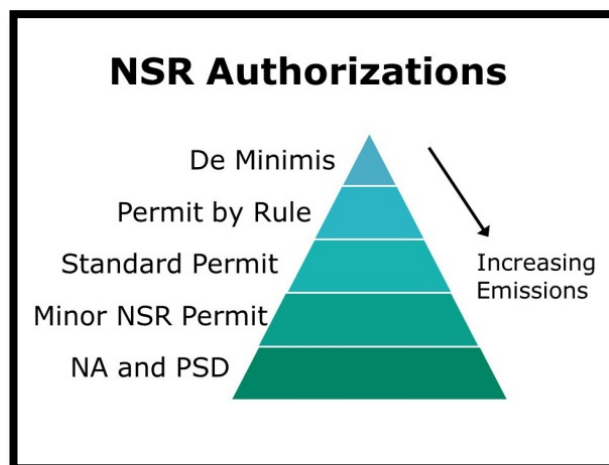 NSR Authorizations
De Minimis
Permit by Rule
Standard Permit
Minor NSR Permit
NA and PSD
Increasing
Emissions